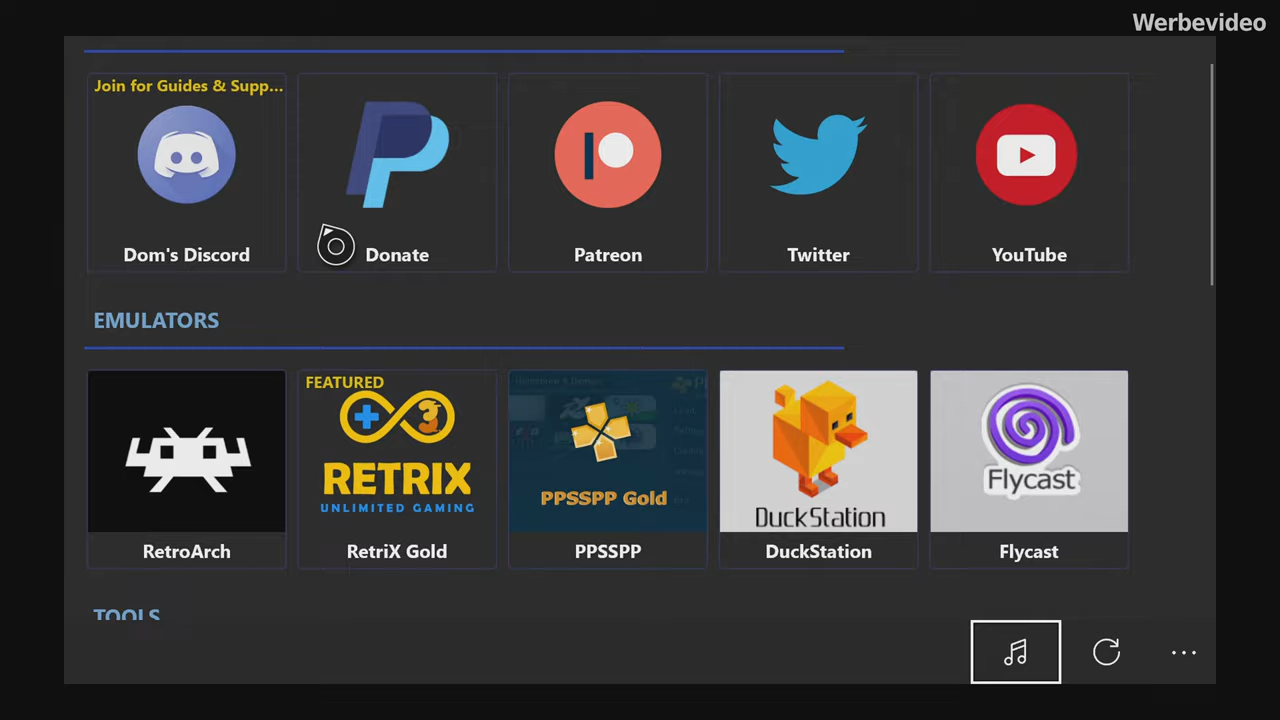 Werbevideo
Join for Guides & Supp...
Dom's Discord
Donate
Patreon
Twitter
YouTube
EMULATORS
FEATURED
RETRIX
UNLIMITED GAMING
PPSSPP Gold
DuckStation
Flycast
RetroArch
RetriX Gold
PPSSPP
DuckStation
Flycast
TOOLS